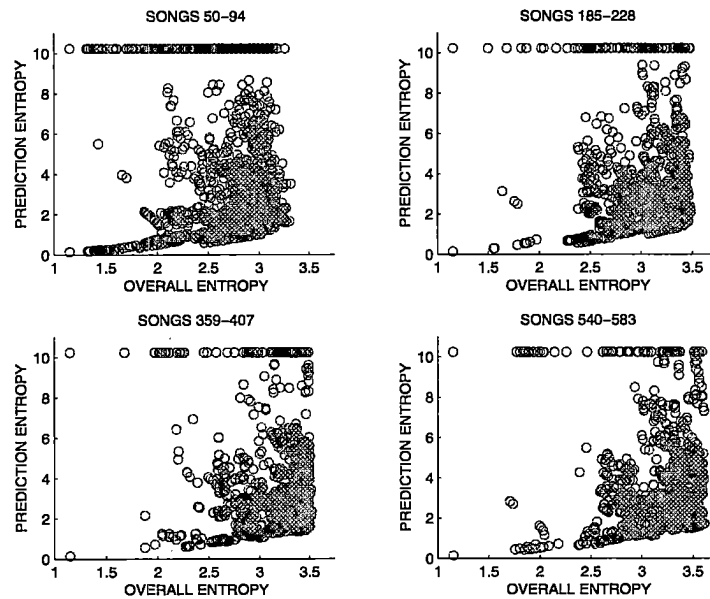 SONGS 50-94
10
8
6
4
2
0
PREDICTION ENTROPY
1 1.5 2 2.5 3 3.5
OVERALL ENTROPY
SONGS 185-228
10
8
6
4
2
0
PREDICTION ENTROPY
1 1.5 2 2.5 3 3.5
OVERALL ENTROPY
SONGS 359-407
10
8
6
4
2
0
PREDICTION ENTROPY
1 1.5 2 2.5 3 3.5
OVERALL ENTROPY
SONGS 540-583
10
8
6
4
2
0
PREDICTION ENTROPY
1 1.5 2 2.5 3 3.5
OVERALL ENTROPY